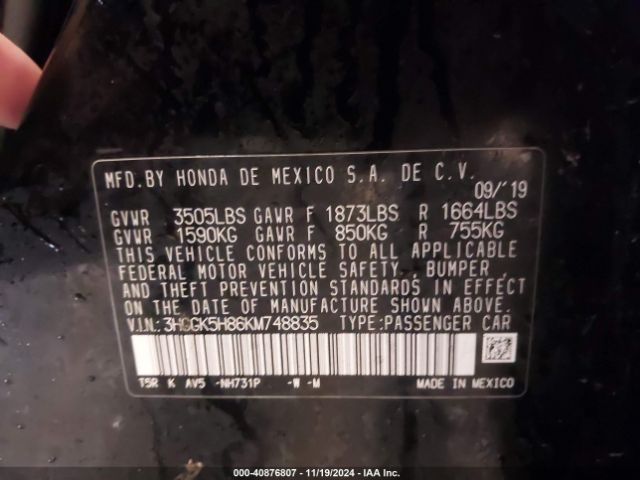 MFD.BY HONDA DE MEXICO S.A. DE C.V.
09/'19
GVWR 3505LBS GAWR F 1873LBS R 1664LBS
GVWR 1590KG GAWR F 850KG R 755KG
THIS VEHICLE CONFORMS TO ALL APPLICABLE
FEDERAL MOTOR VEHICLE SAFETY, BUMPER,
AND THEFT PREVENTION STANDARDS IN EFFECT
ON THE DATE OF MANUFACTURE SHOWN ABOVE.
V.I.N: 3HGGK5H86KM748835 TYPE:PASSENGER CAR
T5R K AV5 -NH731P -W -M MADE IN MEXICO
000-40876807 - 11/19/2024 - IAA Inc.